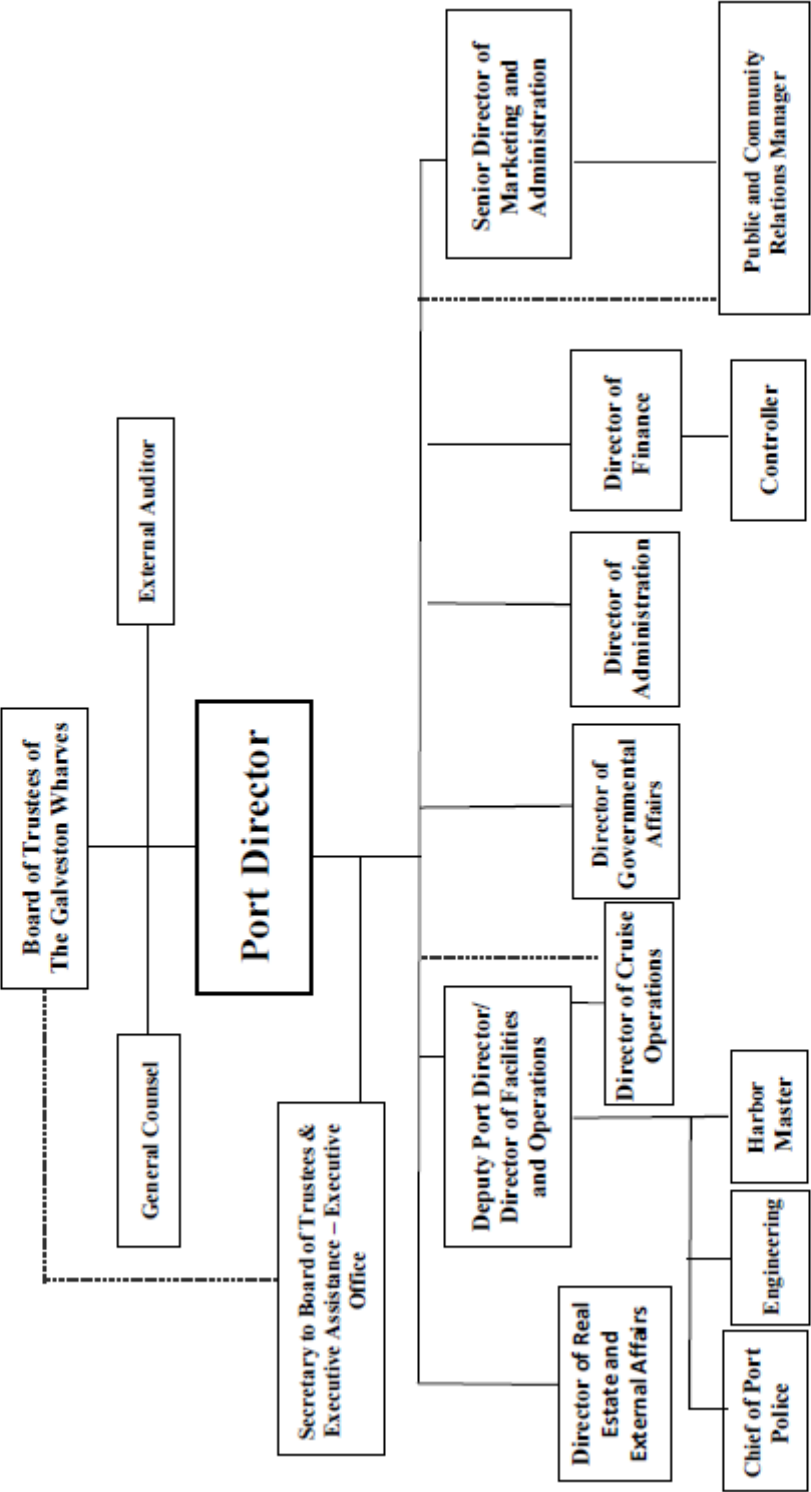 Board of Trustees of
The Galveston Wharves
General Counsel
External Auditor
Port Director
Secretary to Board of Trustees &
Executive Assistance – Executive
Office
Director of Real
Estate and
External Affairs
Deputy Port Director/
Director of Facilities
and Operations
Director of Cruise
Operations
Director of
Governmental
Affairs
Director of
Administration
Director of
Finance
Senior Director of
Marketing and
Administration
Chief of Port
Police
Engineering
Harbor
Master
Controller
Public and Community
Relations Manager